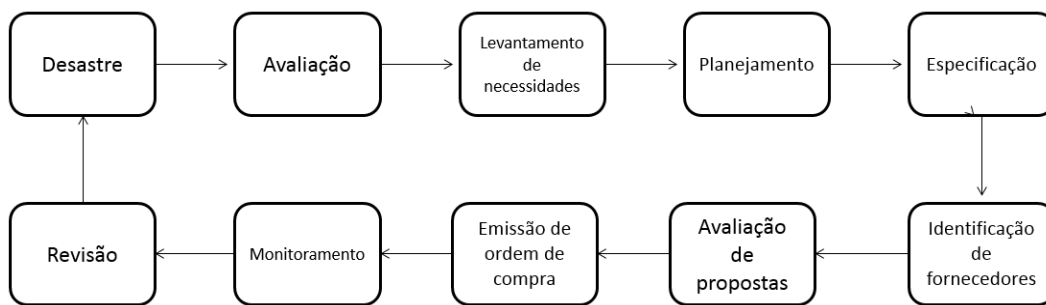 Desastre
Avaliação
Levantamento
de
necessidades
Planejamento
Especificação
Revisão
Monitoramento
Emissão de
ordem de
compra
Avaliação
de
propostas
Identificação
de
fornecedores